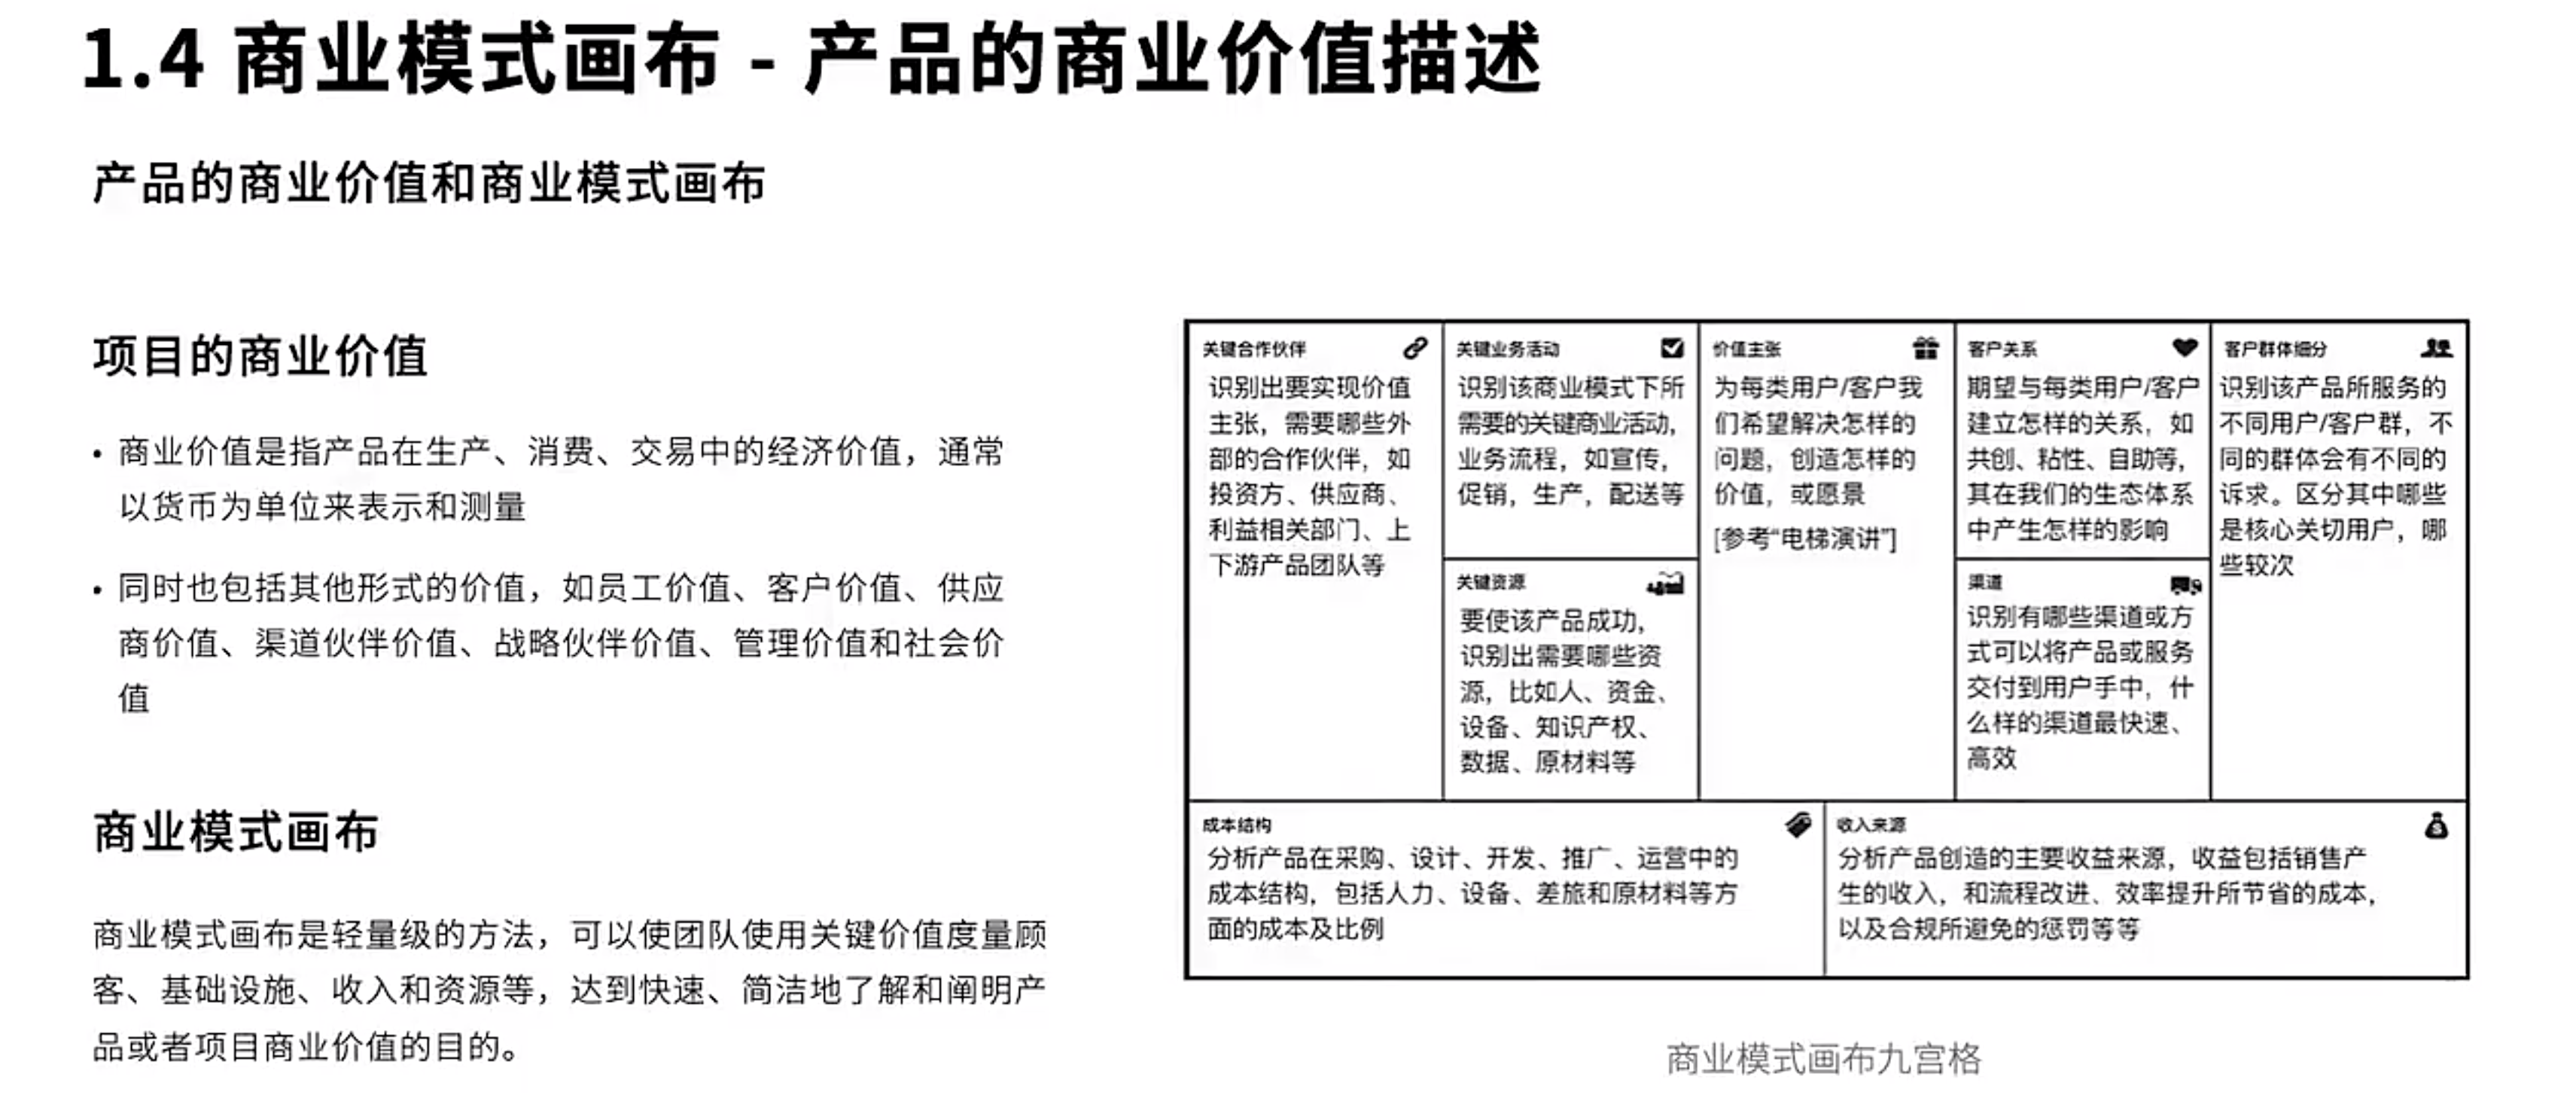 1.4 商业模式画布 - 产品的商业价值描述
产品的商业价值和商业模式画布
项目的商业价值
• 商业价值是指产品在生产、消费、交易中的经济价值，通常
以货币为单位来表示和测量
• 同时也包括其他形式的价值，如员工价值、客户价值、供应
商价值、渠道伙伴价值、战略伙伴价值、管理价值和社会价
值
商业模式画布
商业模式画布是轻量级的方法，可以使团队使用关键价值度量顾
客、基础设施、收入和资源等，达到快速、简洁地了解和阐明产
品或者项目商业价值的目的。
关键合作伙伴
识别出要实现价值
主张，需要哪些外
部的合作伙伴，如
投资方、供应商、
利益相关部门、上
下游产品团队等
关键业务活动
识别该商业模式下所
需要的关键商业活动，
业务流程，如宣传，
促销，生产，配送等
关键资源
要使该产品成功，
识别出需要哪些资
源，比如人、资金、
设备、知识产权、
数据、原材料等
价值主张
为每类用户/客户我
们希望解决怎样的
问题，创造怎样的
价值，或愿景
[参考“电梯演讲”]
客户关系
期望与每类用户/客户
建立怎样的关系，如
共创、粘性、自助等，
其在我们的生态体系
中产生怎样的影响
渠道
识别有哪些渠道或方
式可以将产品或服务
交付到用户手中，什
么样的渠道最快速、
高效
客户群体细分
识别该产品所服务的
不同用户/客户群，不
同的群体会有不同的
诉求。区分其中哪些
是核心关切用户，哪
些较次
成本结构
分析产品在采购、设计、开发、推广、运营中的
成本结构，包括人力、设备、差旅和原材料等方
面的成本及比例
收入来源
分析产品创造的主要收益来源，收益包括销售产
生的收入，和流程改进、效率提升所节省的成本，
以及合规所避免的惩罚等等
商业模式画布九宫格